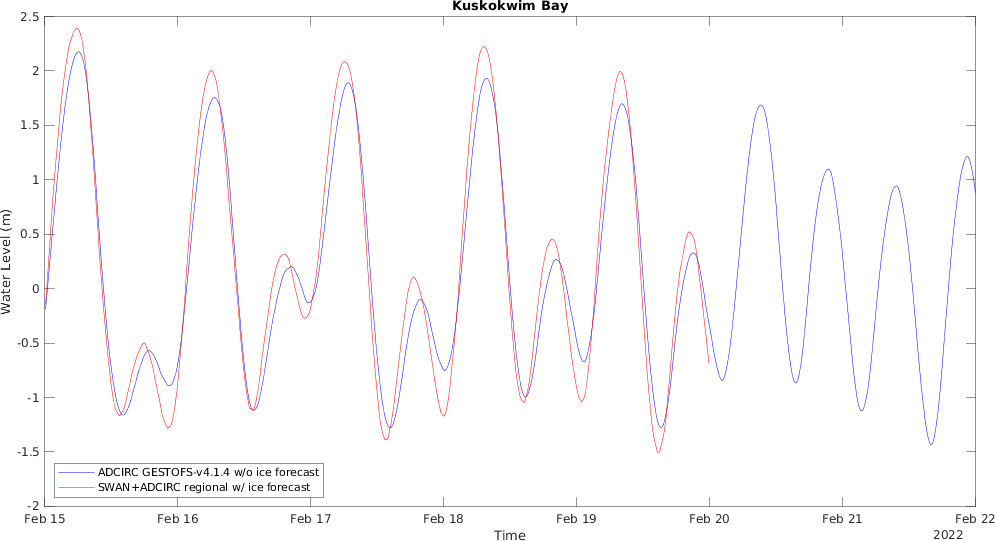 Kuskokwim Bay
2.5
2
1.5
1
0.5
0
-0.5
-1
-1.5
-2
Water Level (m)
ADCIRC GESTOFS-v4.1.4 w/o ice forecast
SWAN+ADCIRC regional w/ ice forecast
Feb 15 Feb 16 Feb 17 Feb 18 Feb 19 Feb 20 Feb 21 Feb 22
Time
2022